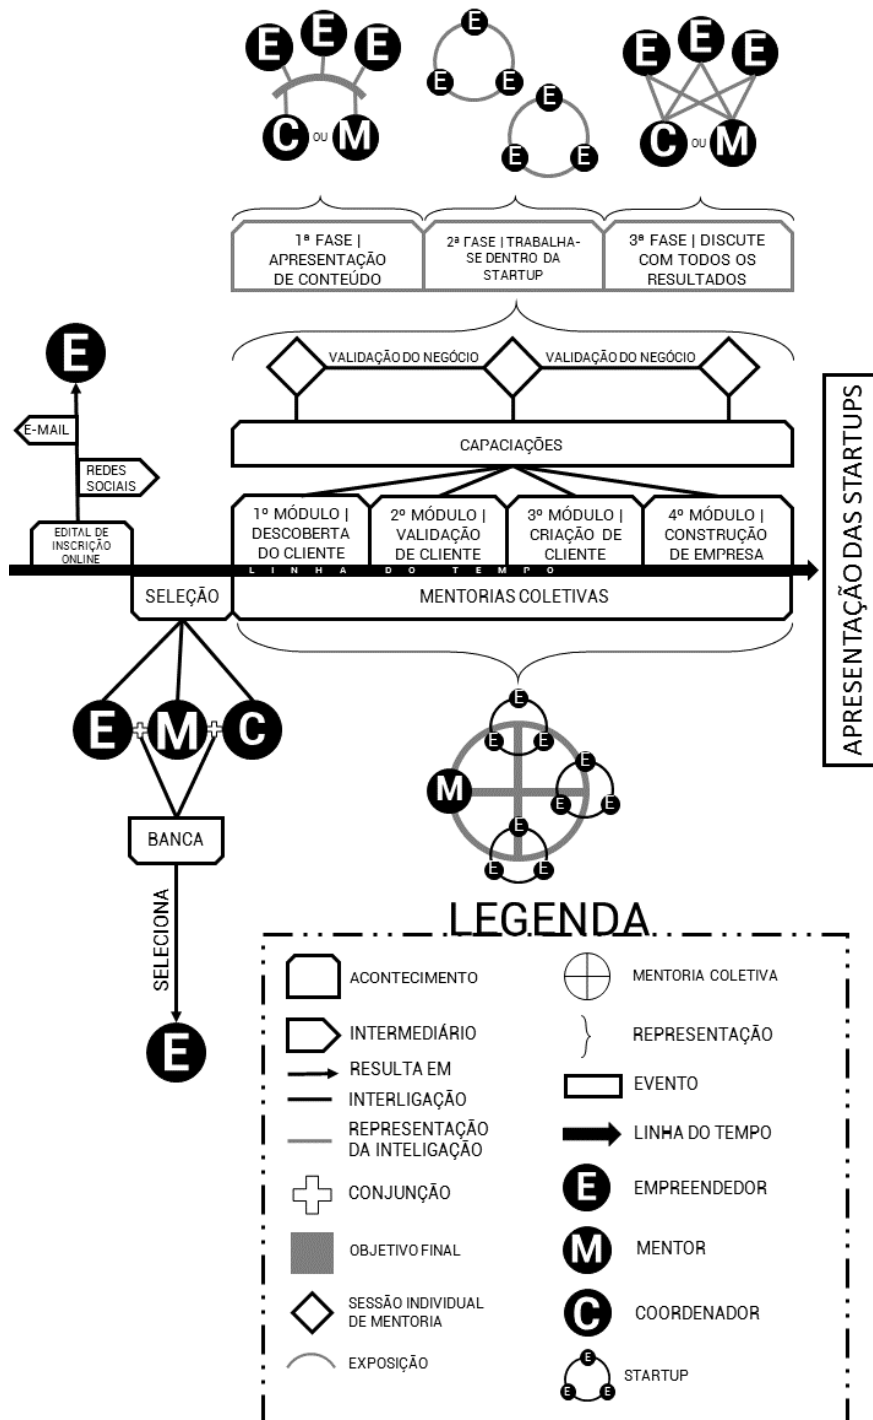 E E E
C OU M
E
E E
E
E E
E E E
C OU M
1ª FASE |
APRESENTAÇÃO
DE CONTEÚDO
2ª FASE | TRABALHA-
SE DENTRO DA
STARTUP
3ª FASE | DISCUTE
COM TODOS OS
RESULTADOS
VALIDAÇÃO DO NEGÓCIO
VALIDAÇÃO DO NEGÓCIO
CAPACIAÇÕES
E
E-MAIL
REDES
SOCIAIS
EDITAL DE
INSCRIÇÃO
ONLINE
1º MÓDULO |
DESCOBERTA
DO CLIENTE
2º MÓDULO |
VALIDAÇÃO
DE CLIENTE
3º MÓDULO |
CRIAÇÃO DE
CLIENTE
4º MÓDULO |
CONSTRUÇÃO
DE EMPRESA
LINHA DO TEMPO
SELEÇÃO
MENTORIAS COLETIVAS
APRESENTAÇÃO DAS STARTUPS
E M C
BANCA
SELECIONA
E
E
E E
M
E
E E
E
E E
LEGENDA
ACONTECIMENTO
INTERMEDIÁRIO
RESULTA EM
INTERLIGAÇÃO
REPRESENTAÇÃO
DA INTELIGAÇÃO
CONJUNÇÃO
OBJETIVO FINAL
SESSÃO INDIVIDUAL
DE MENTORIA
EXPOSIÇÃO
MENTORIA COLETIVA
REPRESENTAÇÃO
EVENTO
LINHA DO TEMPO
E EMPREENDEDOR
M MENTOR
C COORDENADOR
E
E E
STARTUP